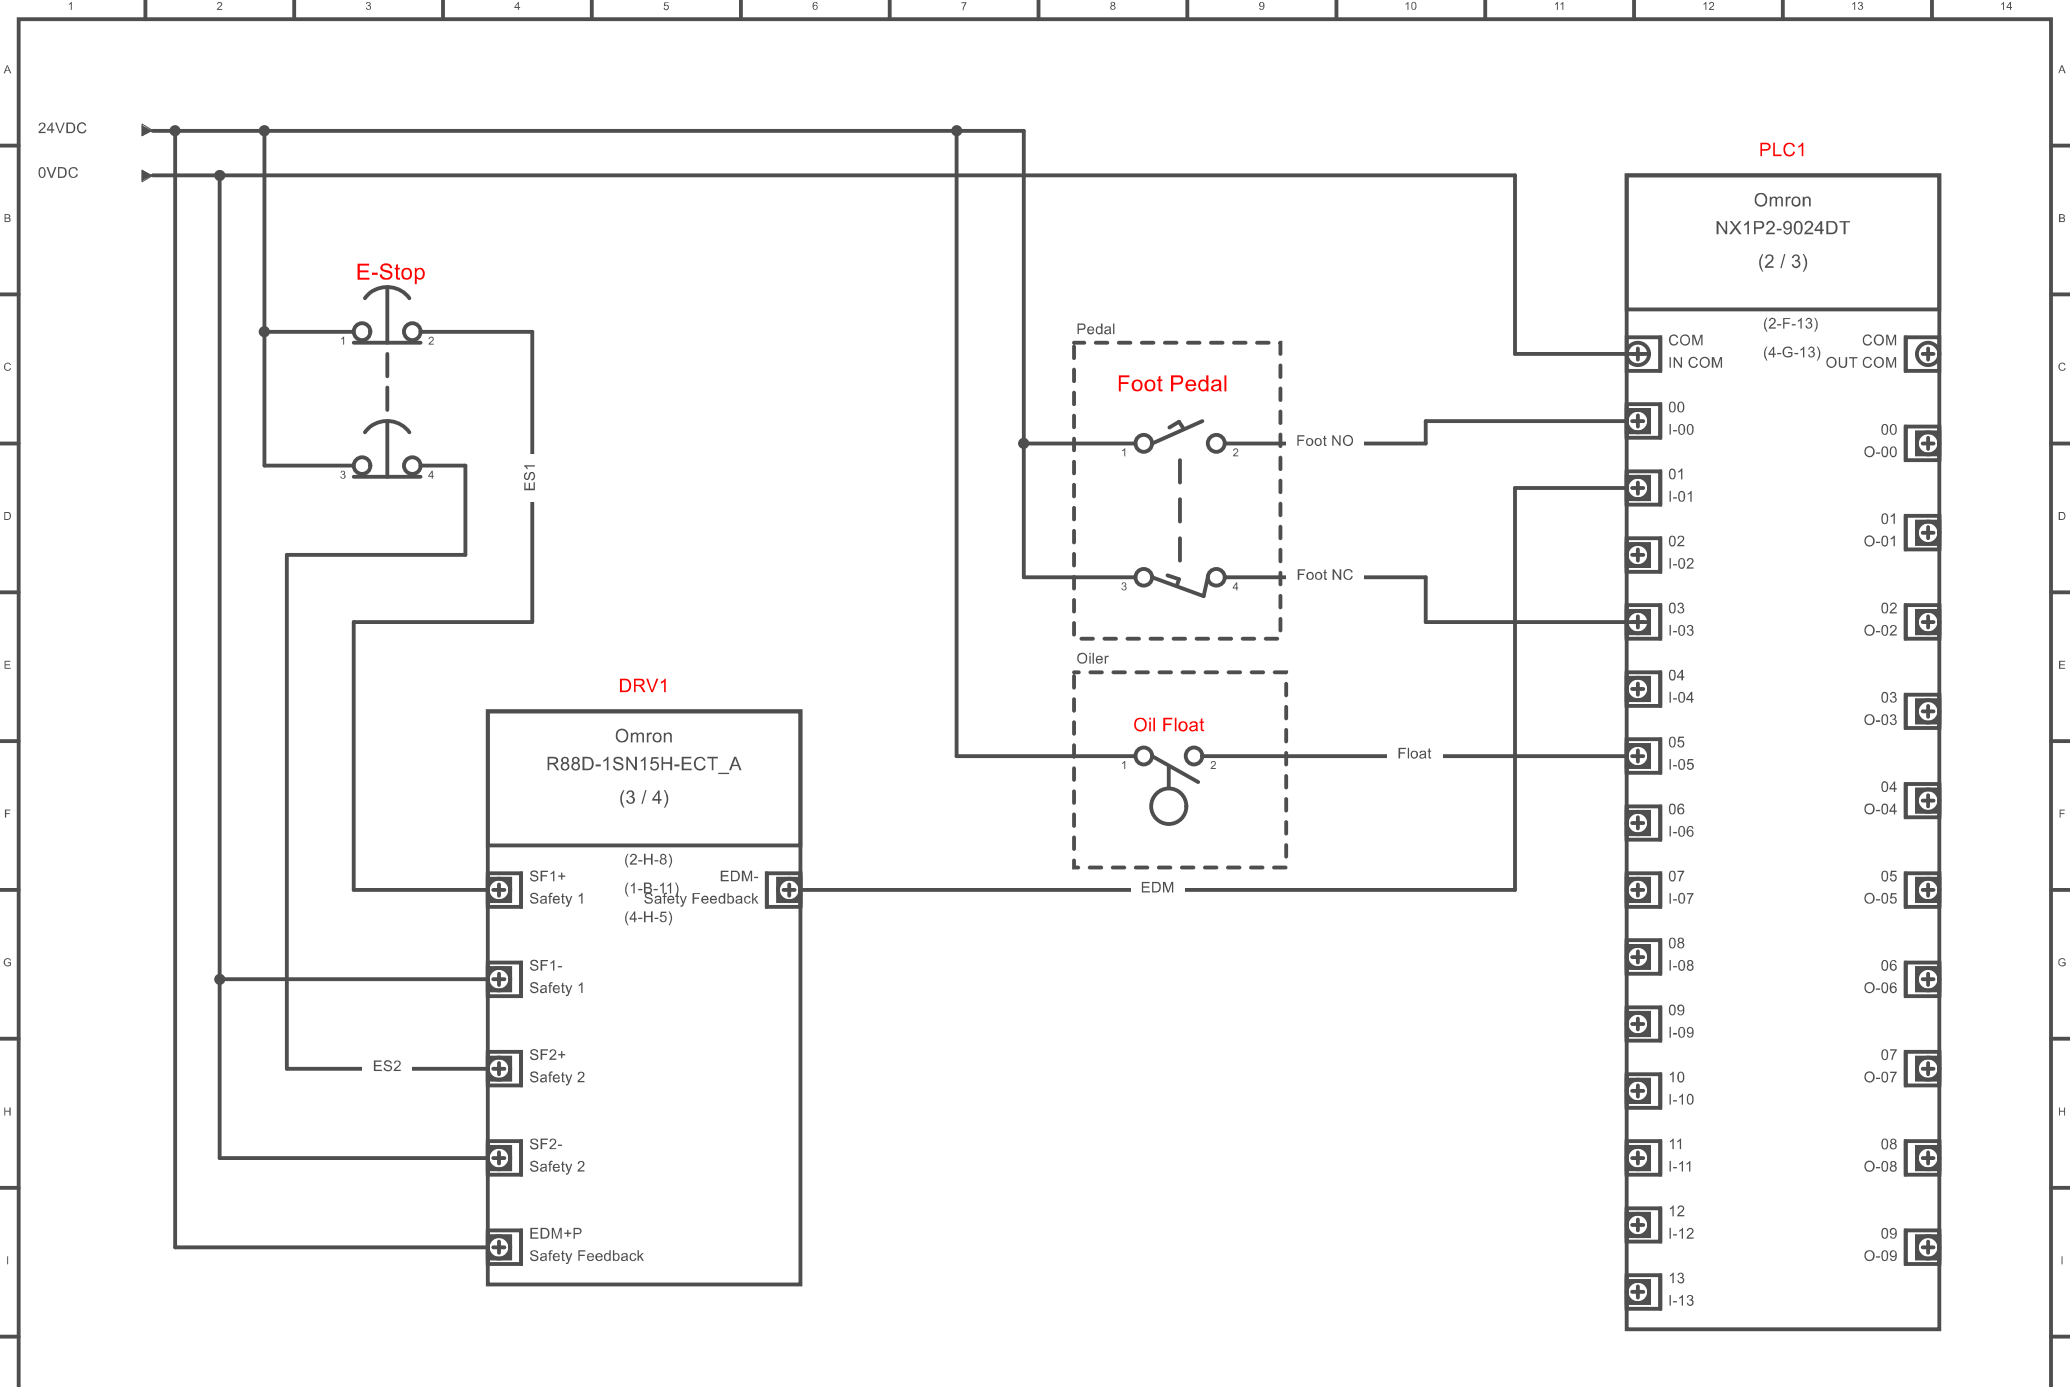 1 2 3 4 5 6 7 8 9 10 11 12 13 14
A A
24VDC
0VDC
PLC1
B B
Omron
NX1P2-9024DT
(2 / 3)
E-Stop
1 2
3 4
ES1
C C
Pedal
Foot Pedal
1 2
Foot NO
3 4
Foot NC
(2-F-13)
(4-G-13)
COM
IN COM
COM
OUT COM
00
I-00
00
O-00
01
I-01
D D
01
O-01
02
I-02
03
I-03
02
O-02
E E
Oiler
Oil Float
1 2
Float
04
I-04
03
O-03
05
I-05
DRV1
Omron
R88D-1SN15H-ECT_A
(3 / 4)
F F
04
O-04
06
I-06
(2-H-8)
(1-B-11)
(4-H-5)
SF1+
Safety 1
EDM-
Safety Feedback
EDM
07
I-07
05
O-05
08
I-08
G G
SF1-
Safety 1
06
O-06
09
I-09
ES2
SF2+
Safety 2
07
O-07
10
I-10
H H
SF2-
Safety 2
11
I-11
08
O-08
12
I-12
EDM+P
Safety Feedback
09
O-09
I I
13
I-13